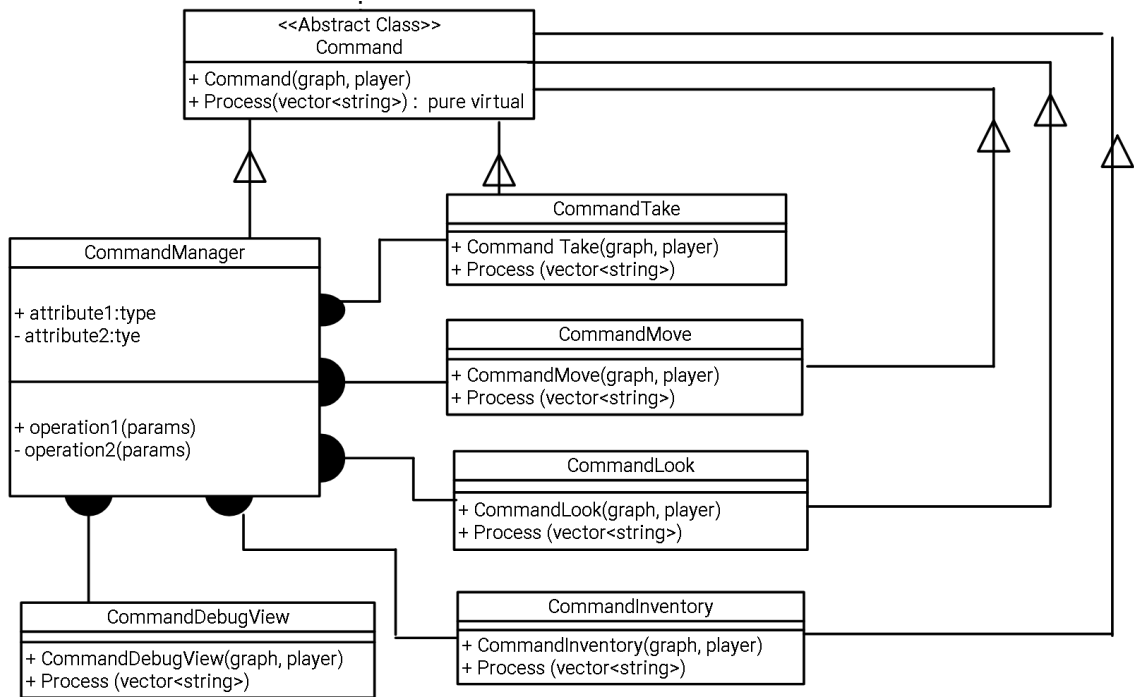 <<Abstract Class>>
Command
+ Command(graph, player)
+ Process(vector<string>) : pure virtual
CommandTake
+ Command Take(graph, player)
+ Process (vector<string>)
CommandManager
+ attribute1:type
- attribute2:tye
+ operation1(params)
- operation2(params)
CommandMove
+ CommandMove(graph, player)
+ Process (vector<string>)
CommandLook
+ CommandLook(graph, player)
+ Process (vector<string>)
CommandInventory
+ CommandInventory(graph, player)
+ Process (vector<string>)
CommandDebugView
+ CommandDebugView(graph, player)
+ Process (vector<string>)